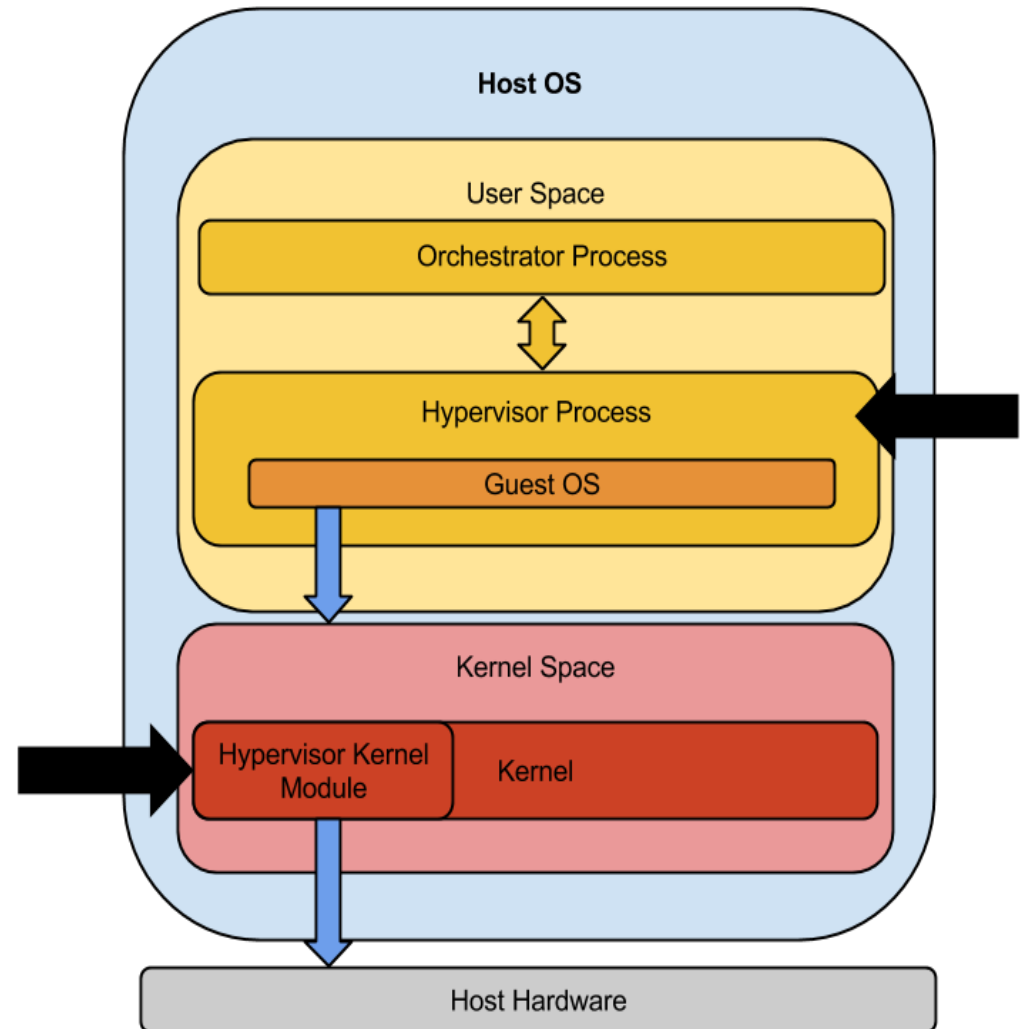 Host OS
User Space
Orchestrator Process
Hypervisor Process
Guest OS
Kernel Space
Hypervisor Kernel
Module
Kernel
Host Hardware